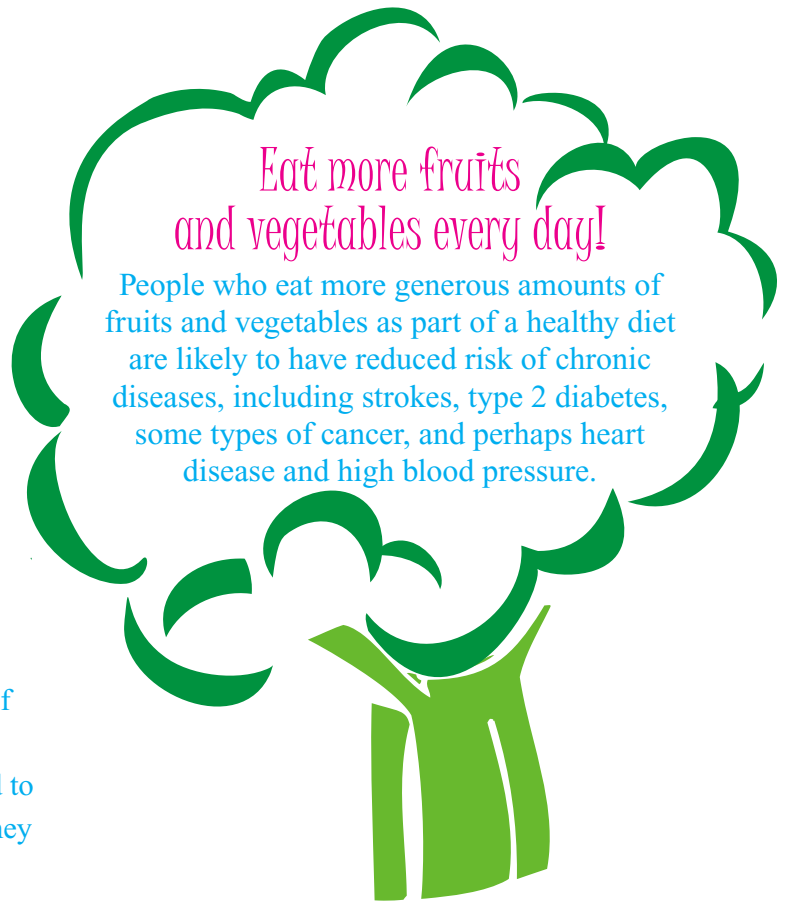 Eat more fruits
and vegetables every day!
People who eat more generous amounts of
fruits and vegetables as part of a healthy diet
are likely to have reduced risk of chronic
diseases, including strokes, type 2 diabetes,
some types of cancer, and perhaps heart
disease and high blood pressure.
to